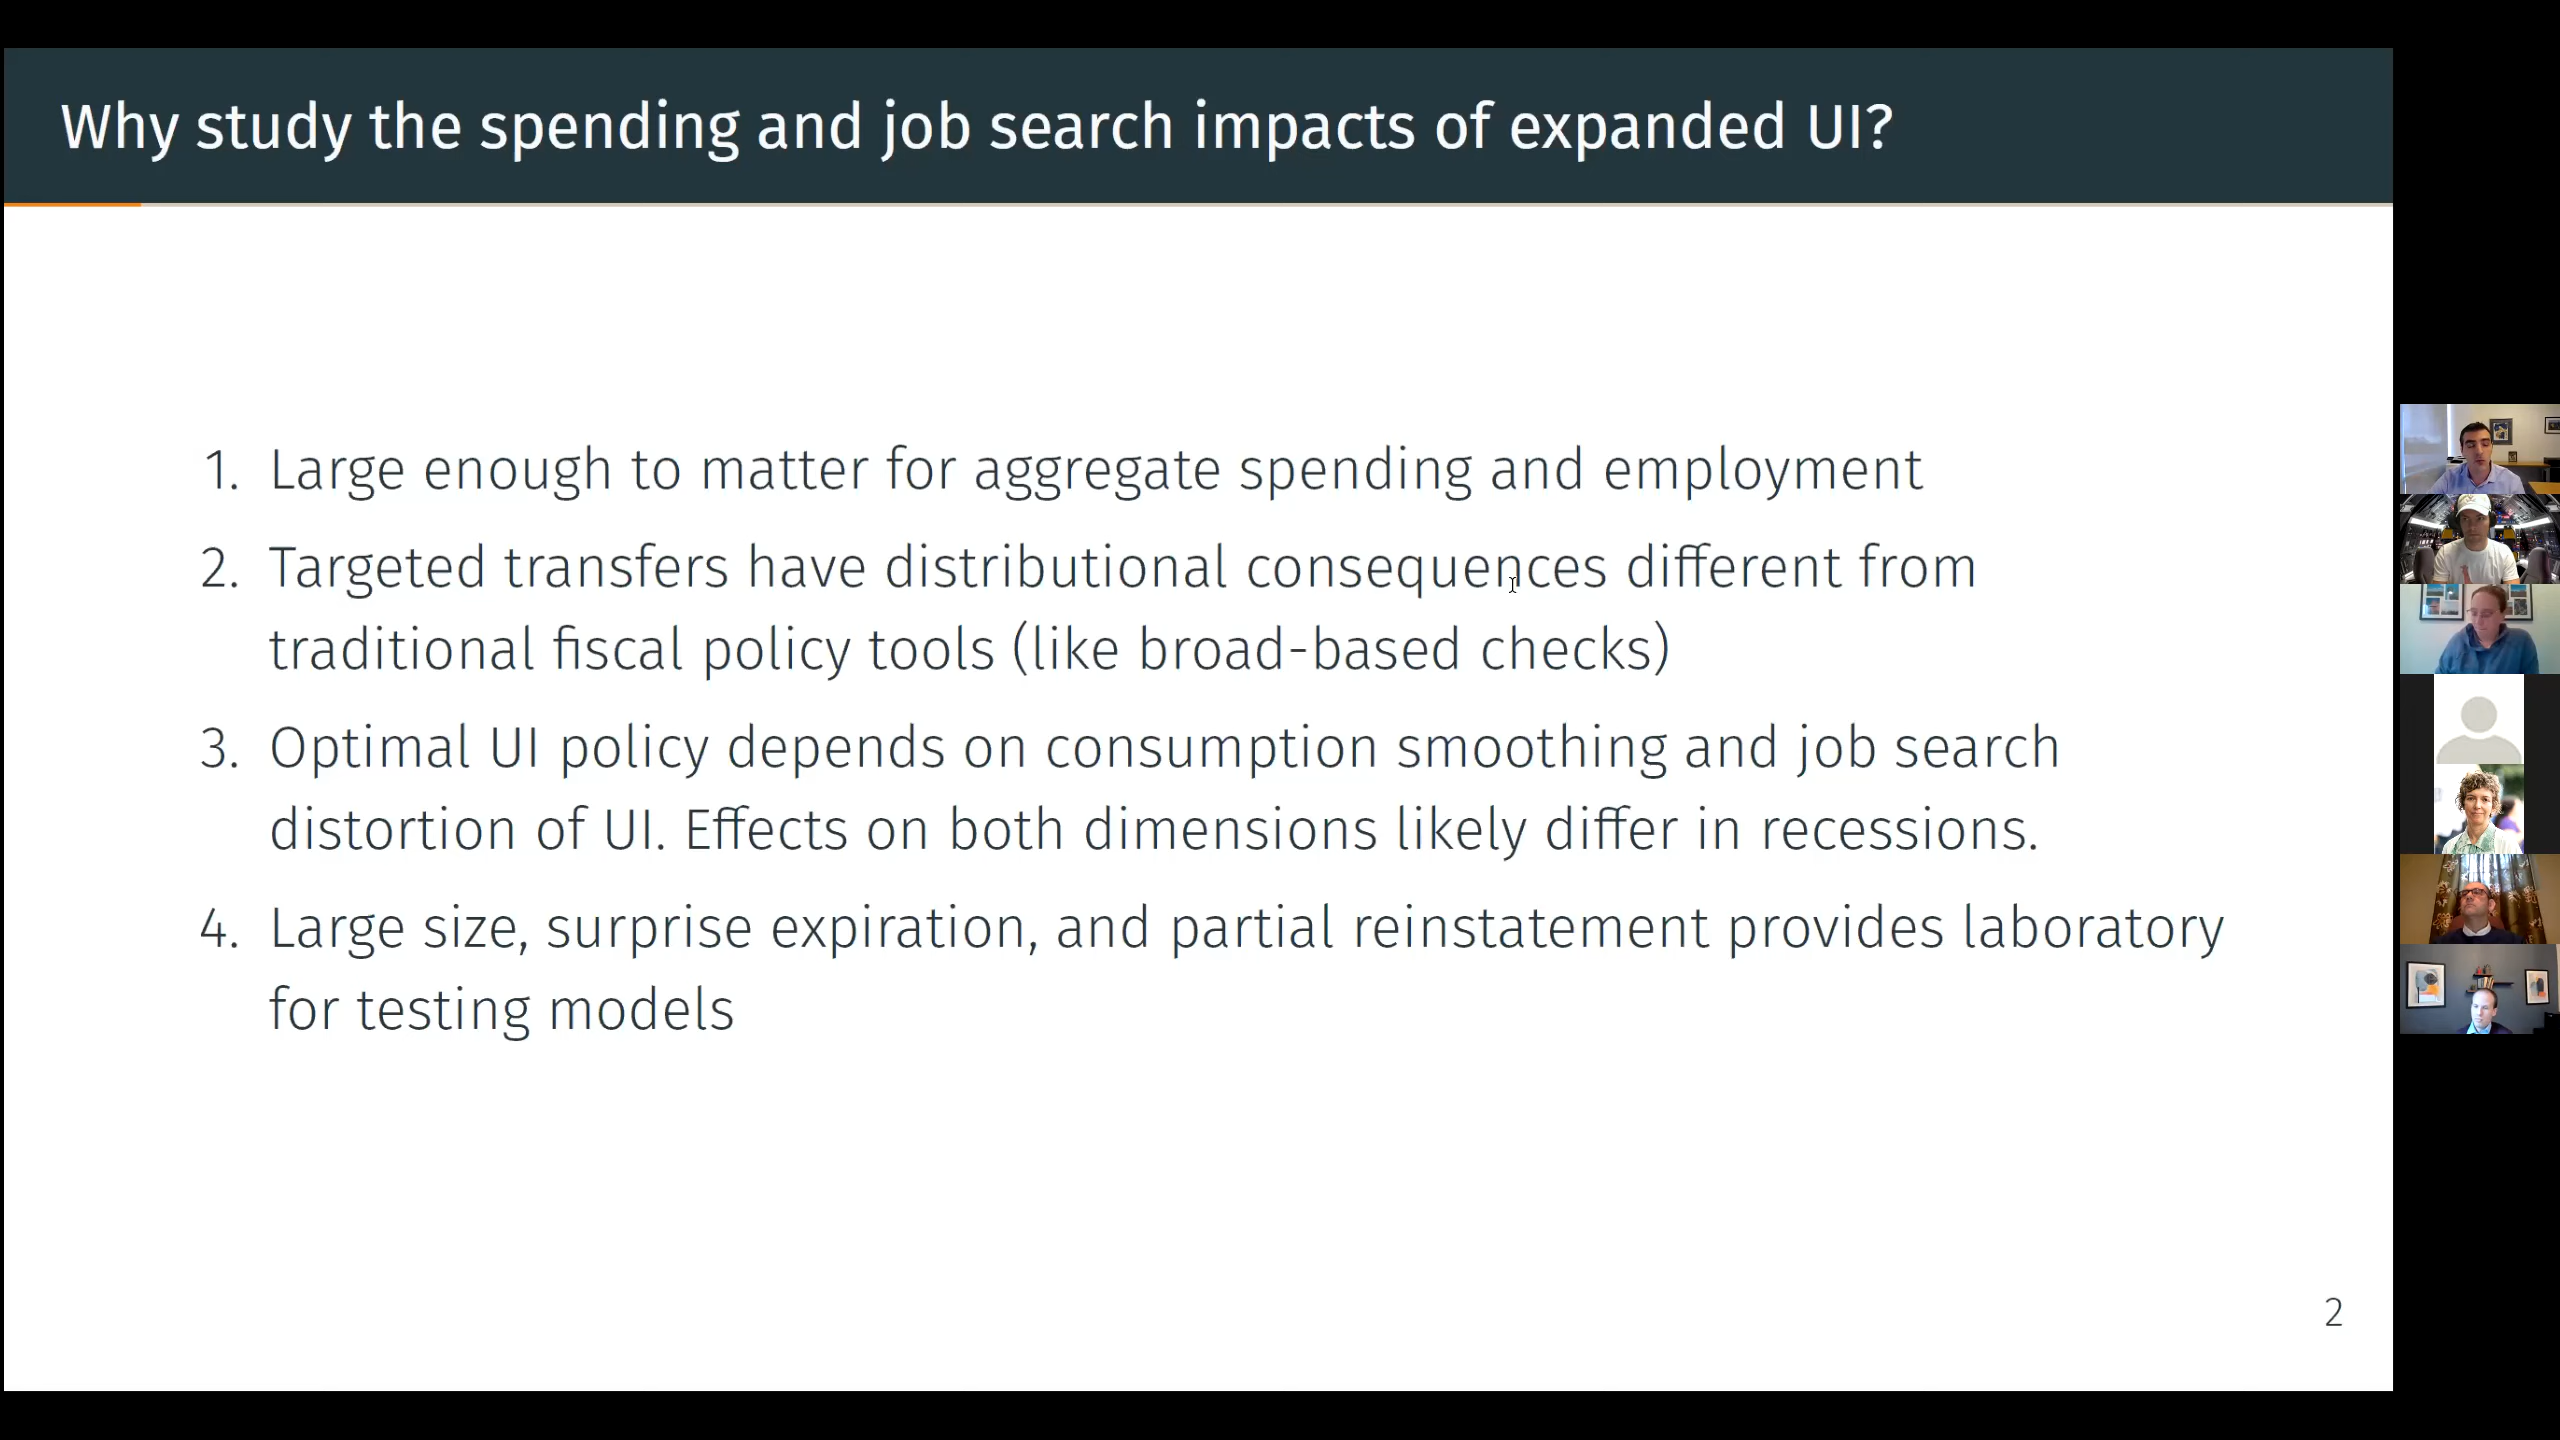 Why study the spending and job search impacts of expanded UI?
1. Large enough to matter for aggregate spending and employment
2. Targeted transfers have distributional consequences different from
traditional fiscal policy tools (like broad-based checks)
3. Optimal UI policy depends on consumption smoothing and job search
distortion of UI. Effects on both dimensions likely differ in recessions.
4. Large size, surprise expiration, and partial reinstatement provides laboratory
for testing models
2